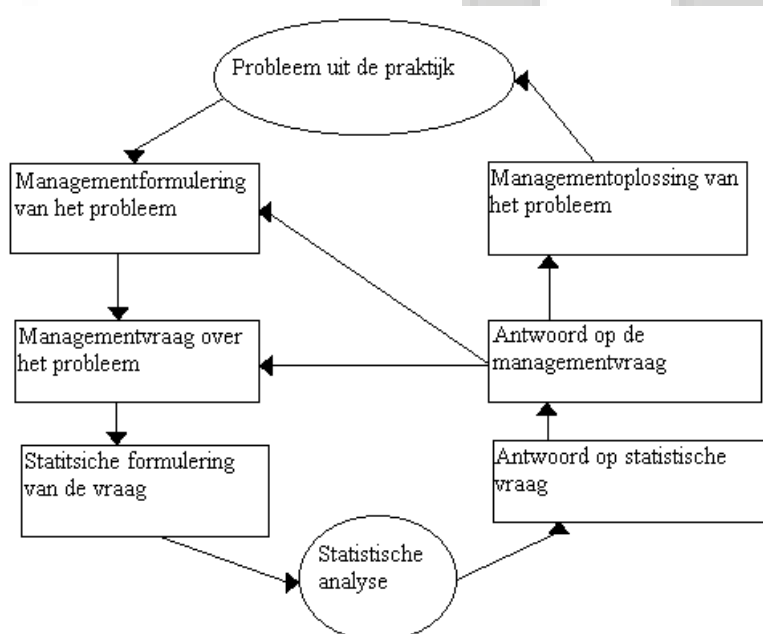 Probleem uit de praktijk
Managementformulering
van het probleem
Managementoplossing van
het probleem
Managementvraag over
het probleem
Antwoord op de
managementvraag
Statitsiche formulering
van de vraag
Antwoord op statistische
vraag
Statistische
analyse